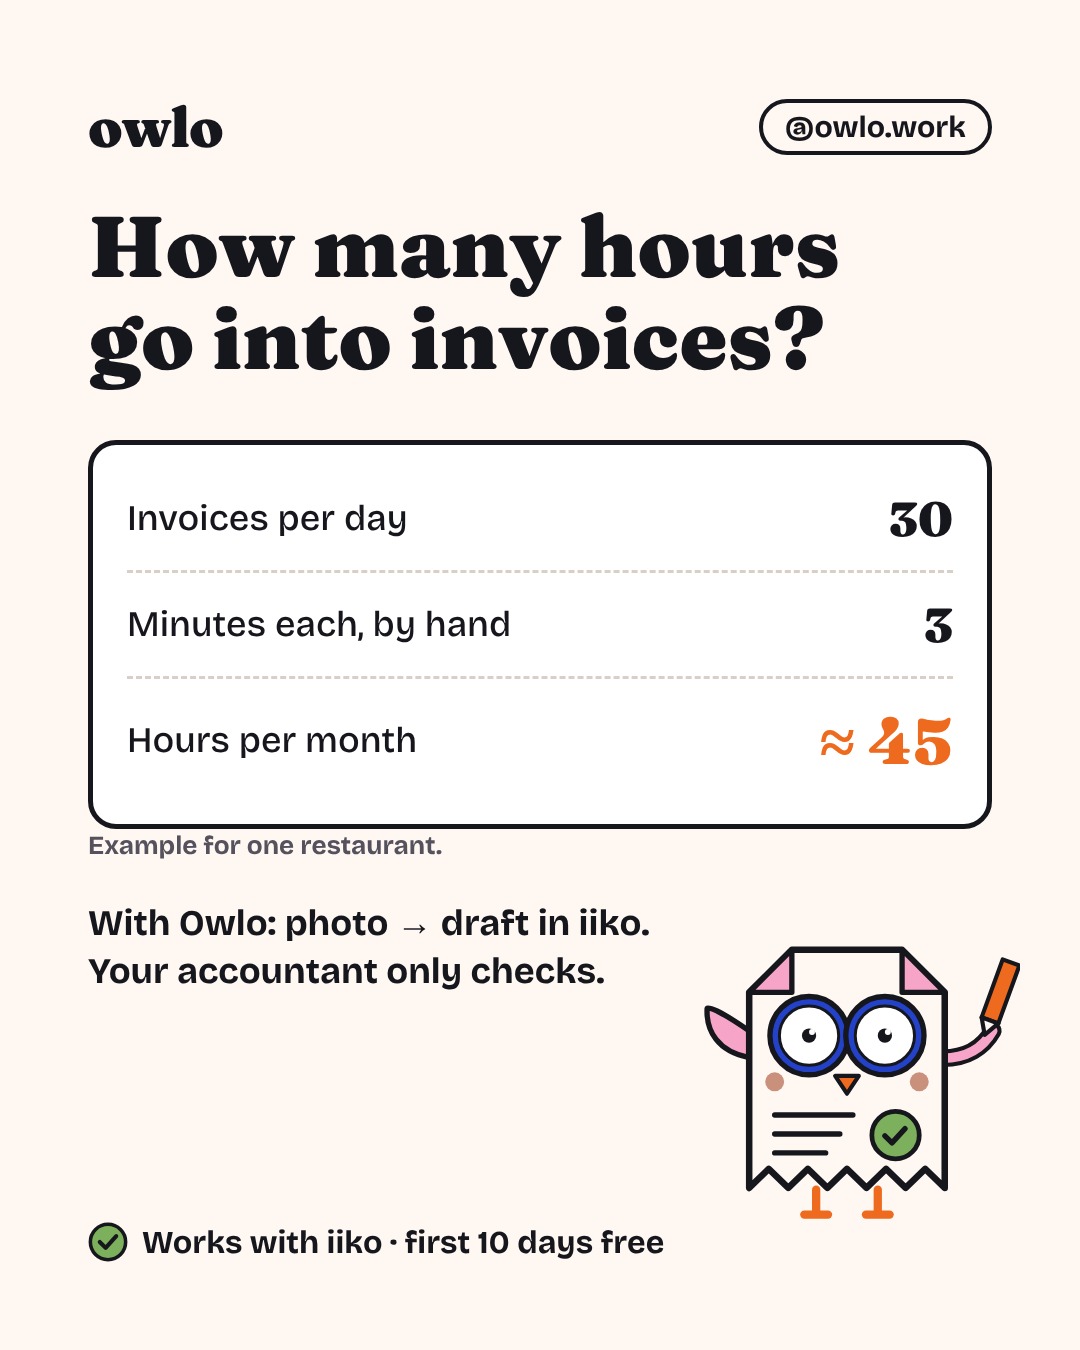 owlo
@owlo.work
How many hours
go into invoices?
Invoices per day 30
Minutes each, by hand 3
Hours per month ≈ 45
Example for one restaurant.
With Owlo: photo → draft in iiko.
Your accountant only checks.
Works with iiko · first 10 days free